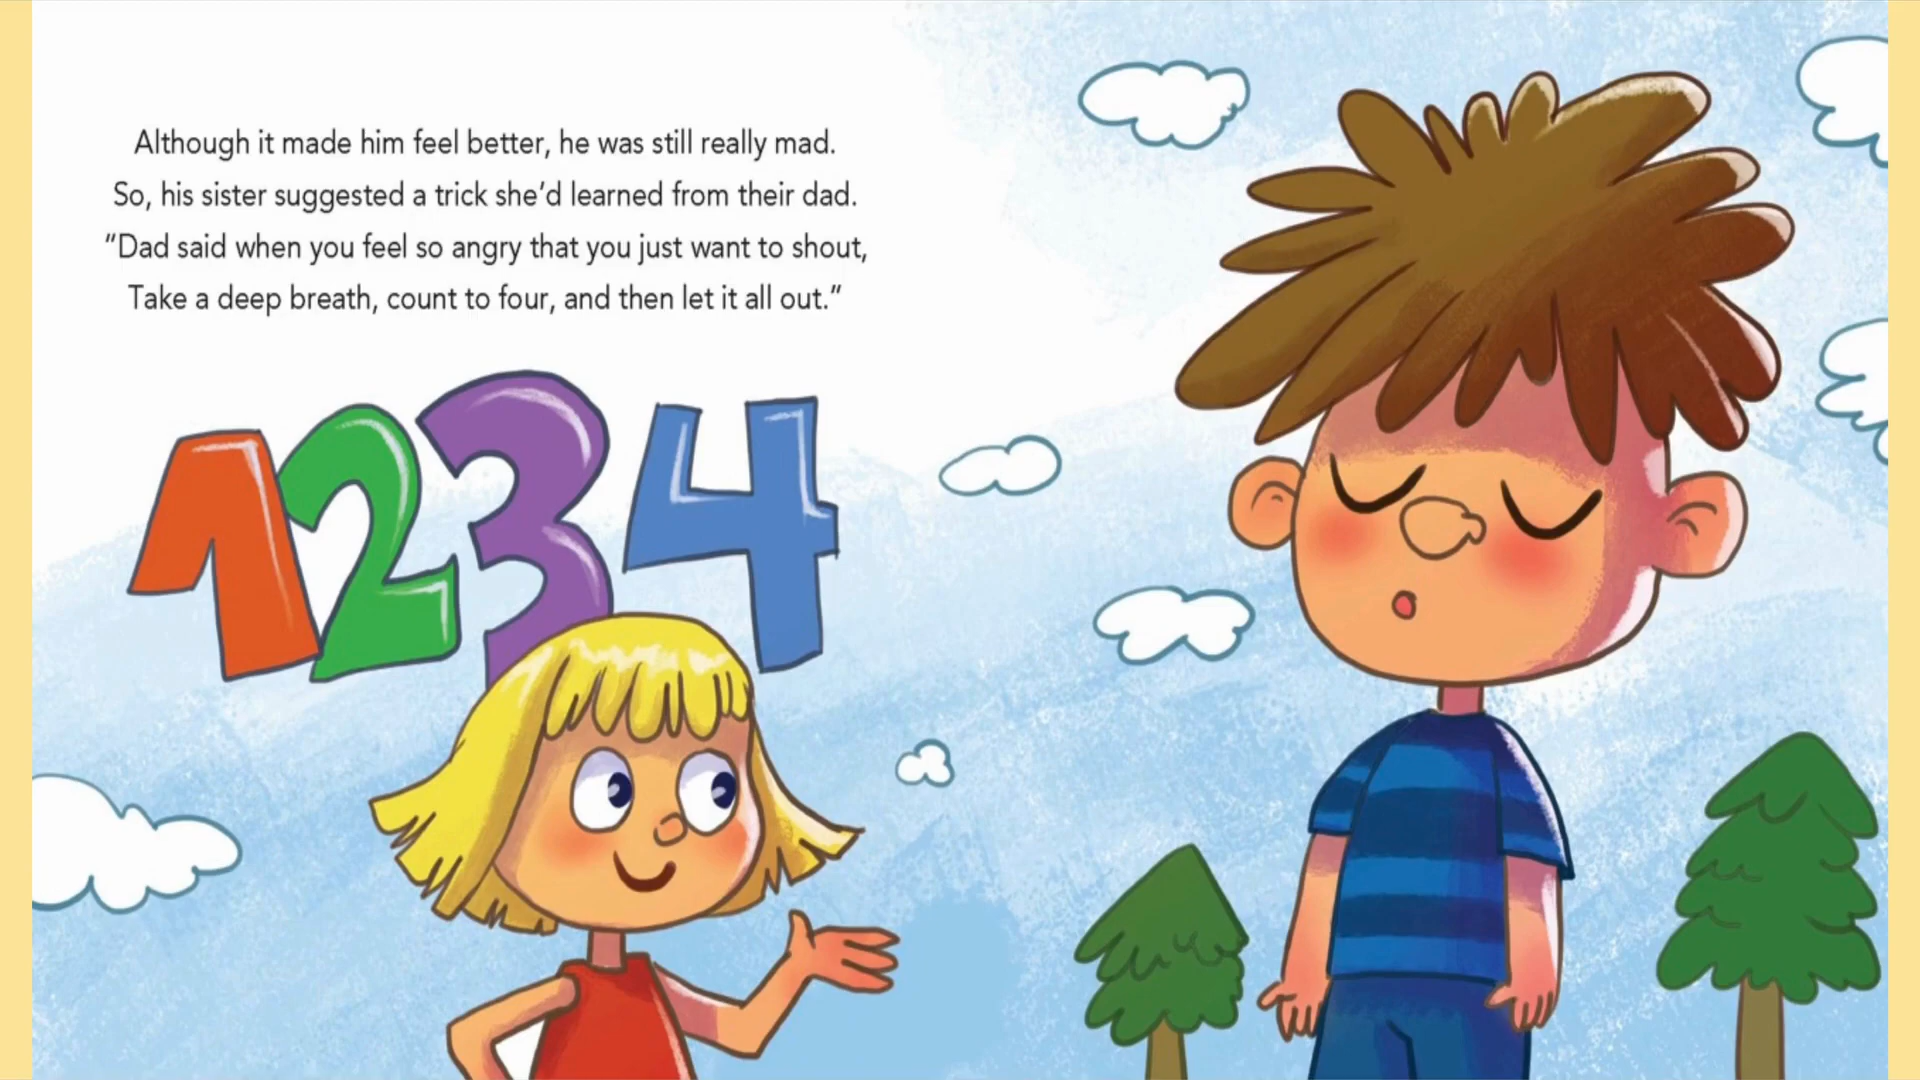 Although it made him feel better, he was still really mad.
So, his sister suggested a trick she’d learned from their dad.
“Dad said when you feel so angry that you just want to shout,
Take a deep breath, count to four, and then let it all out.”
1234